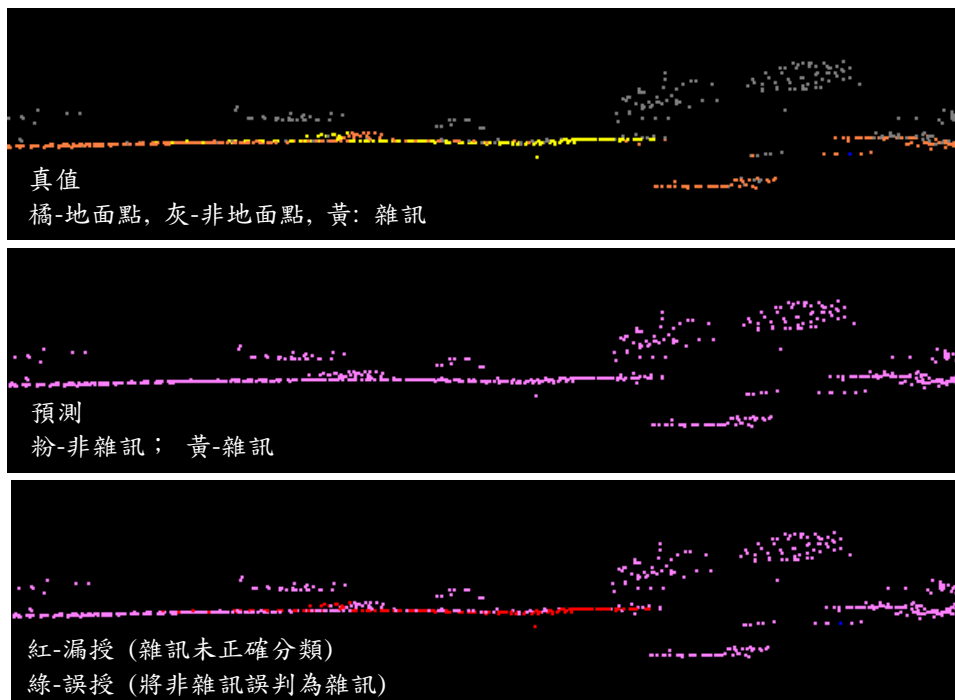 真值
橘-地面點, 灰-非地面點, 黃: 雜訊
預測
粉-非雜訊； 黃-雜訊
紅-漏授 (雜訊未正確分類)
綠-誤授 (將非雜訊誤判為雜訊)